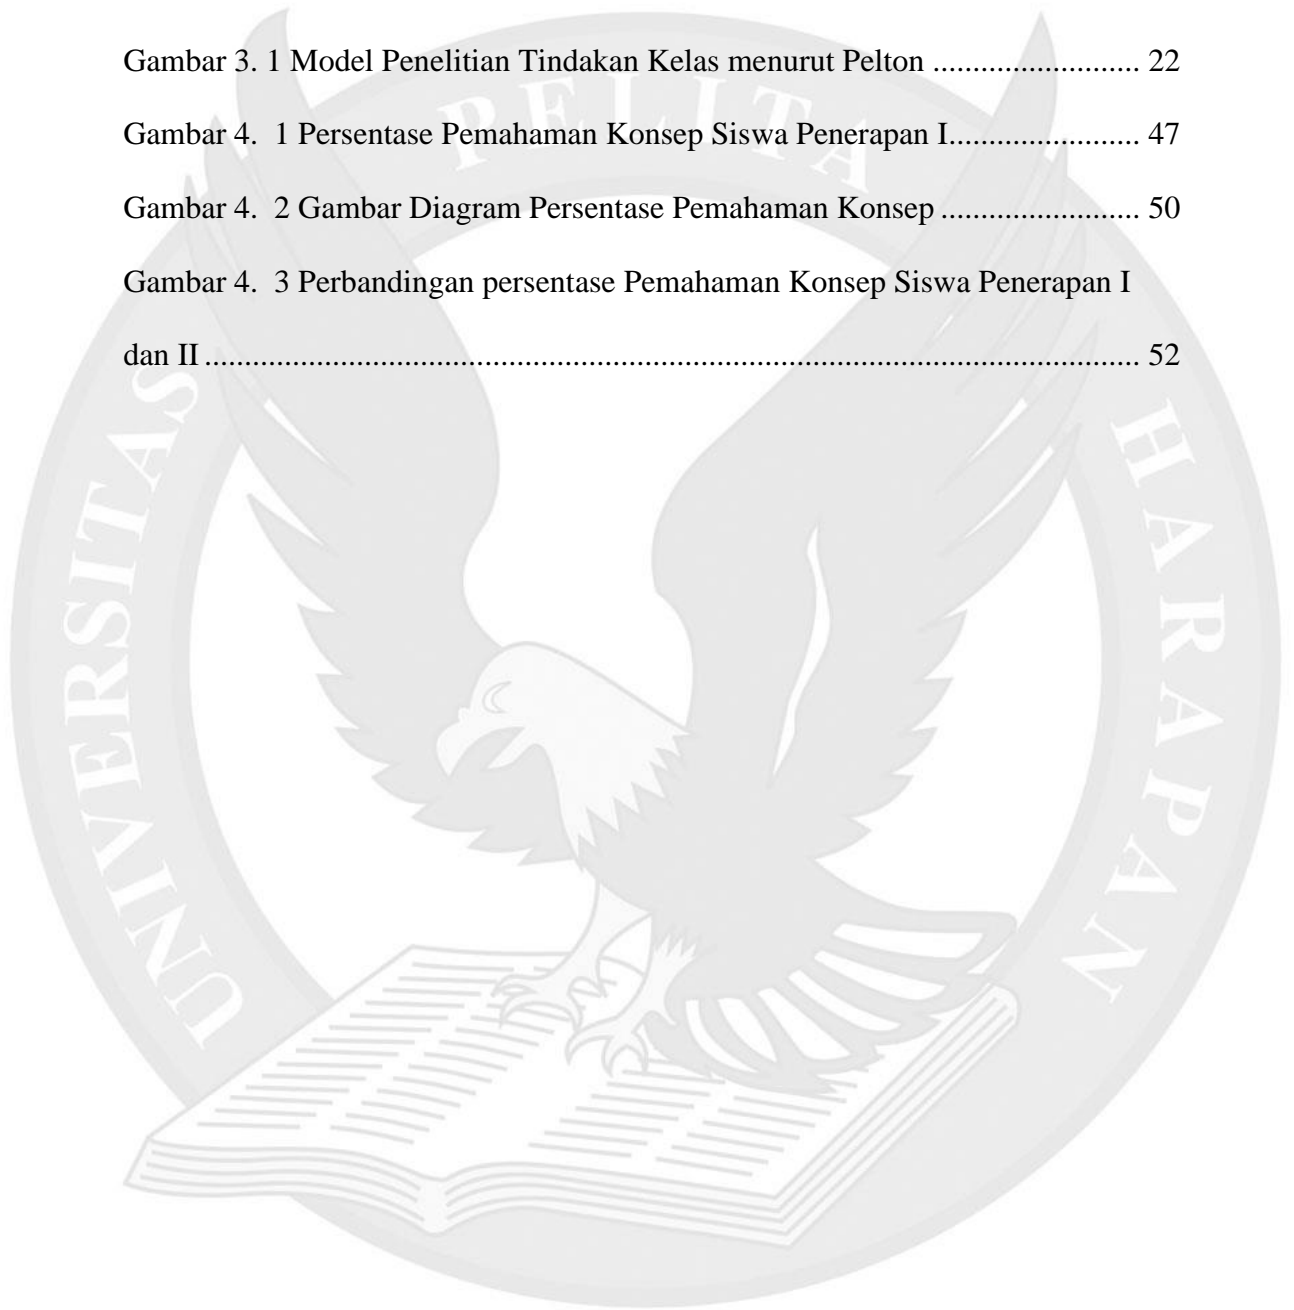 Gambar 3. 1 Model Penelitian Tindakan Kelas menurut Pelton ........................... 22
Gambar 4.  1 Persentase Pemahaman Konsep Siswa Penerapan I........................ 47
Gambar 4.  2 Gambar Diagram Persentase Pemahaman Konsep ......................... 50
Gambar 4.  3 Perbandingan persentase Pemahaman Konsep Siswa Penerapan I
dan II ................................................................................................... 52
UNIVERSITAS PELITA HARAPAN